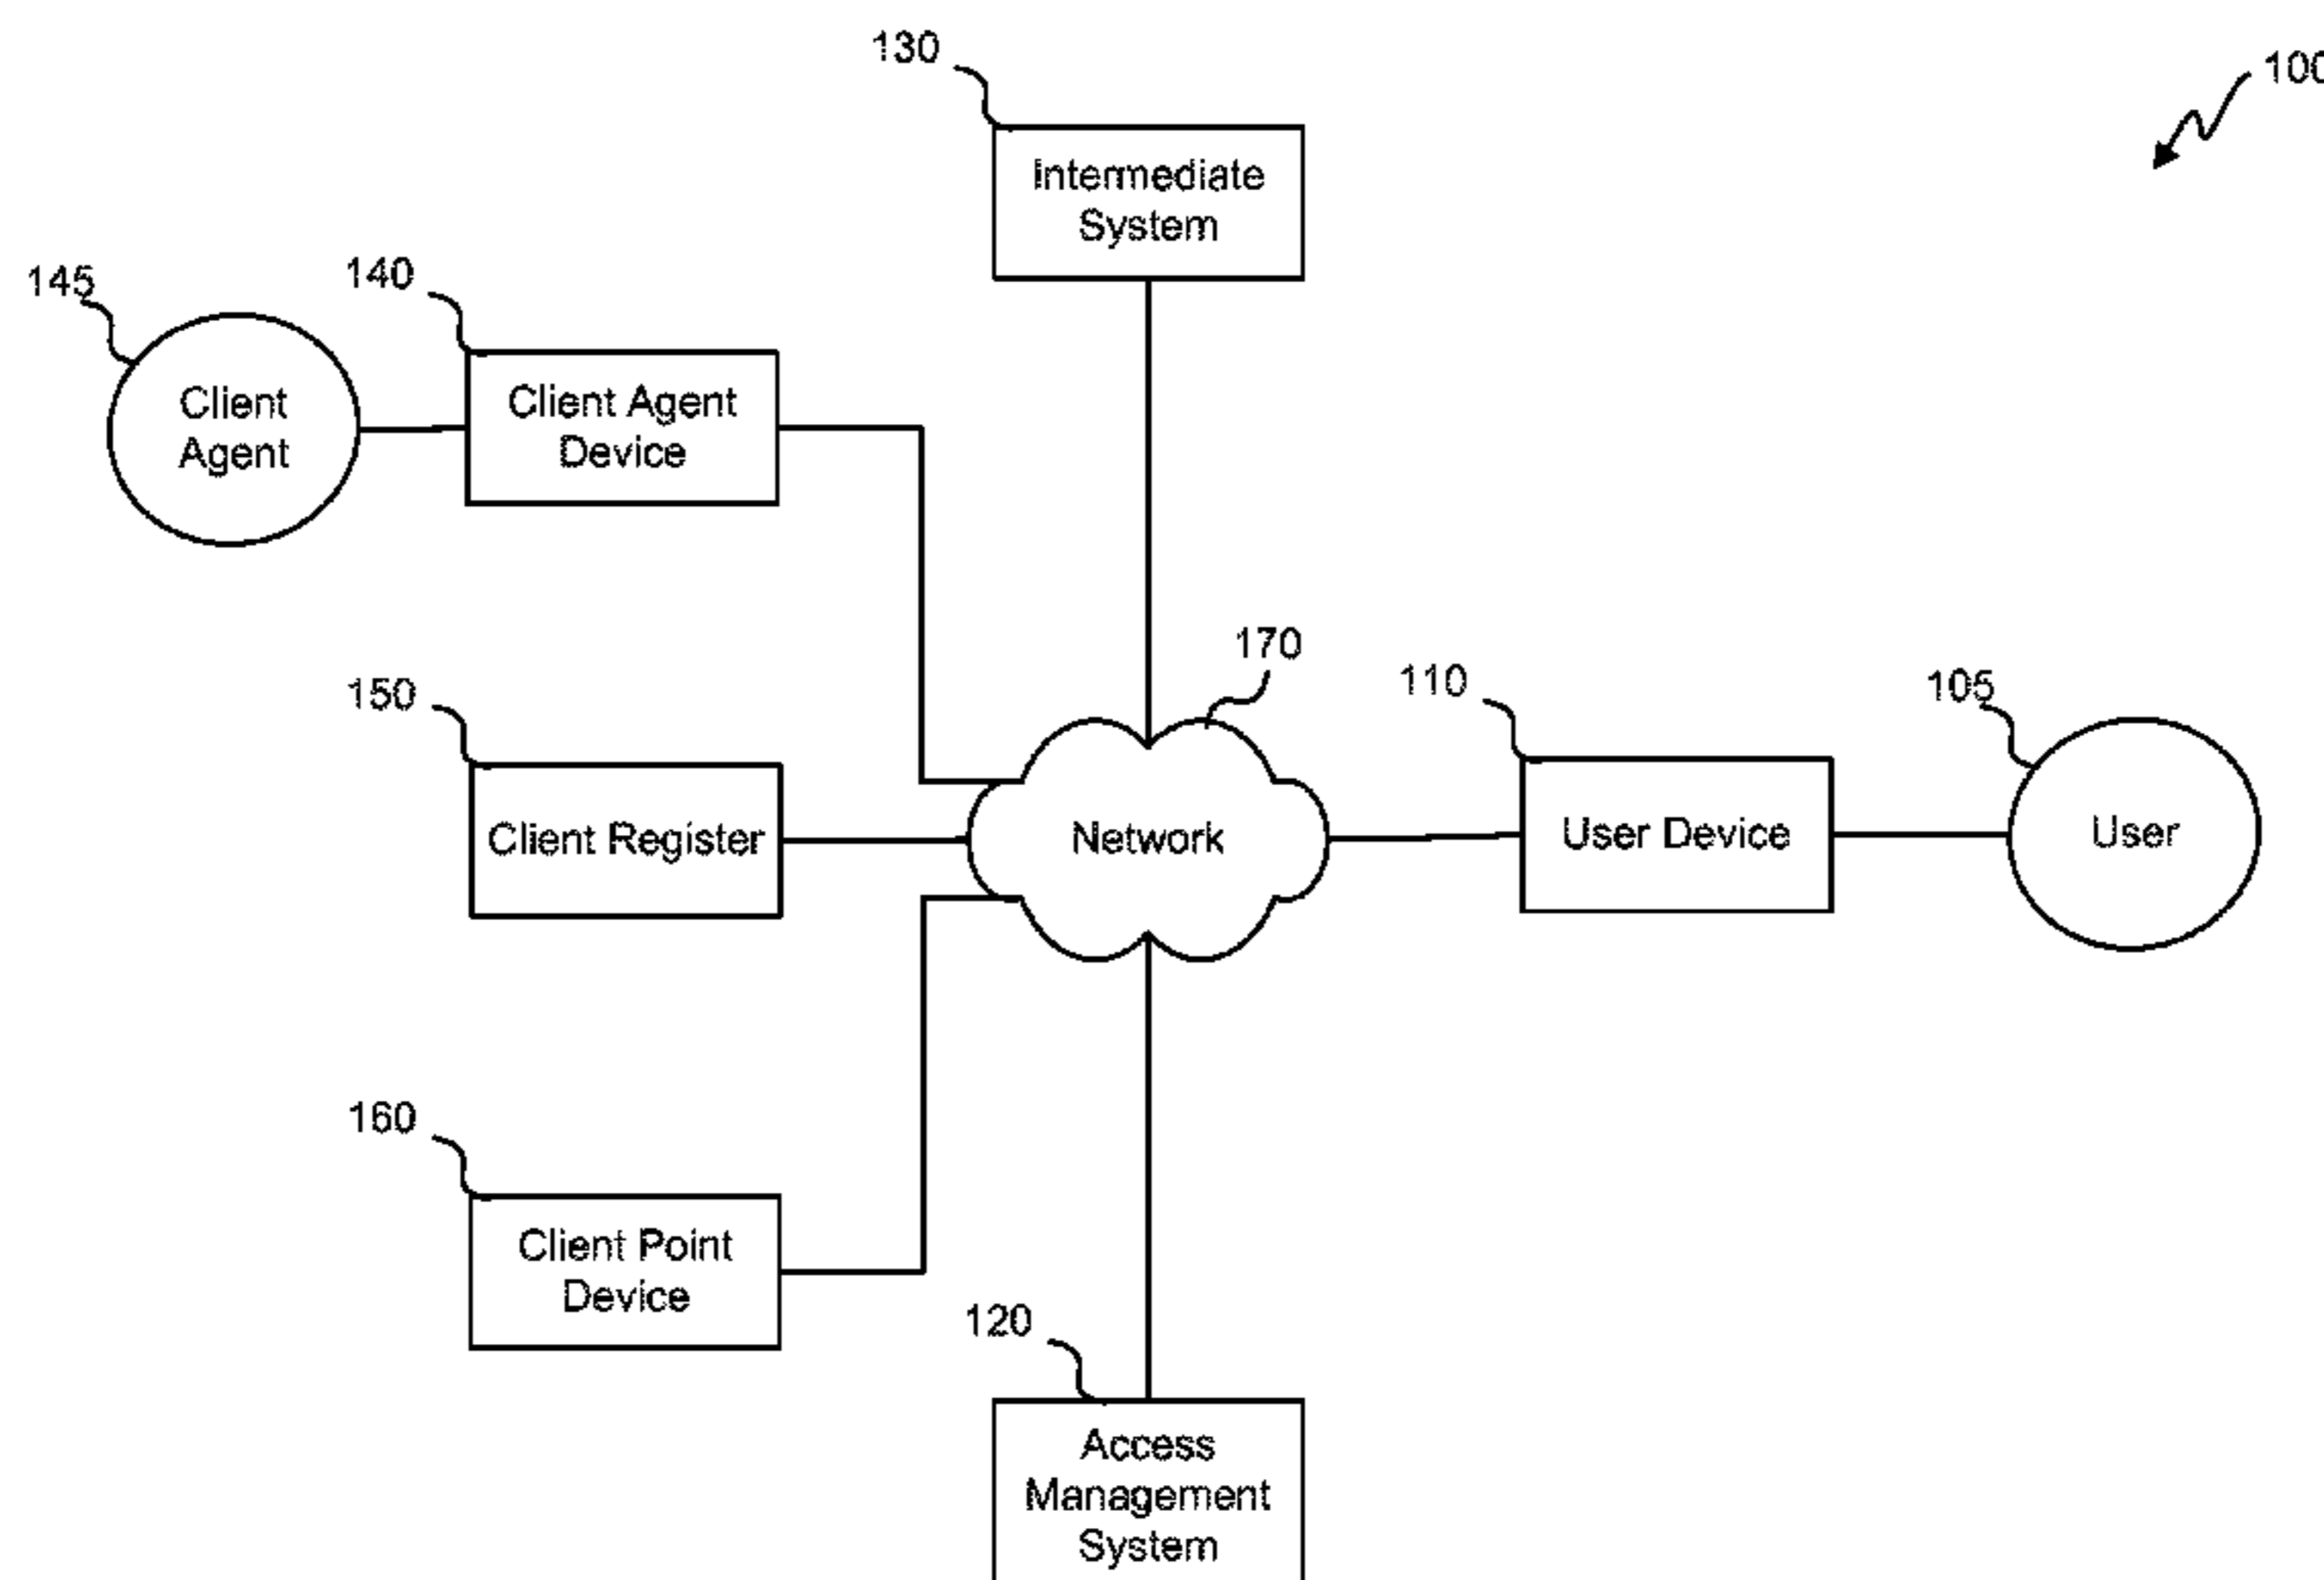 130
100
Intermediate
System
145
140
Client
Agent
Client Agent
Device
170
110
105
150
Client Register
Network
User Device
User
160
Client Point
Device
120
Access
Management
System